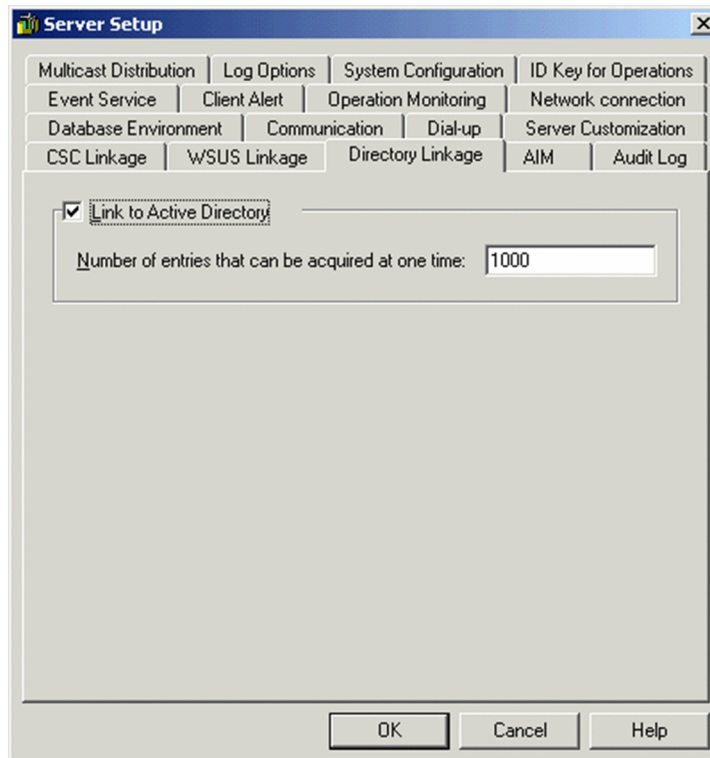 Server Setup
Multicast Distribution Log Options System Configuration ID Key for Operations
Event Service Client Alert Operation Monitoring Network connection
Database Environment Communication Dial-up Server Customization
CSC Linkage WSUS Linkage Directory Linkage AIM Audit Log
Link to Active Directory
Number of entries that can be acquired at one time: 1000
OK Cancel Help